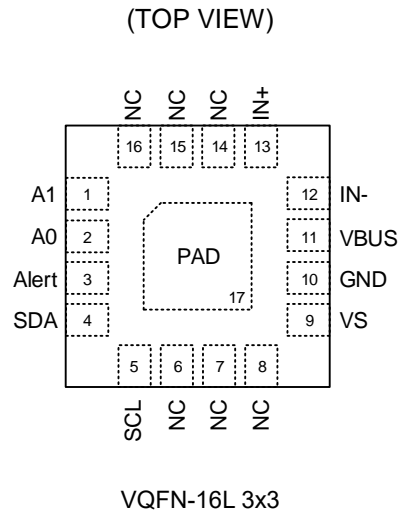 (TOP VIEW)
NC NC NC IN+
16 15 14 13
A1 1 12 IN-
A0 2 11 VBUS
PAD
Alert 3 10 GND
17
SDA 4 9 VS
5 6 7 8
SCL NC NC NC
VQFN-16L 3x3